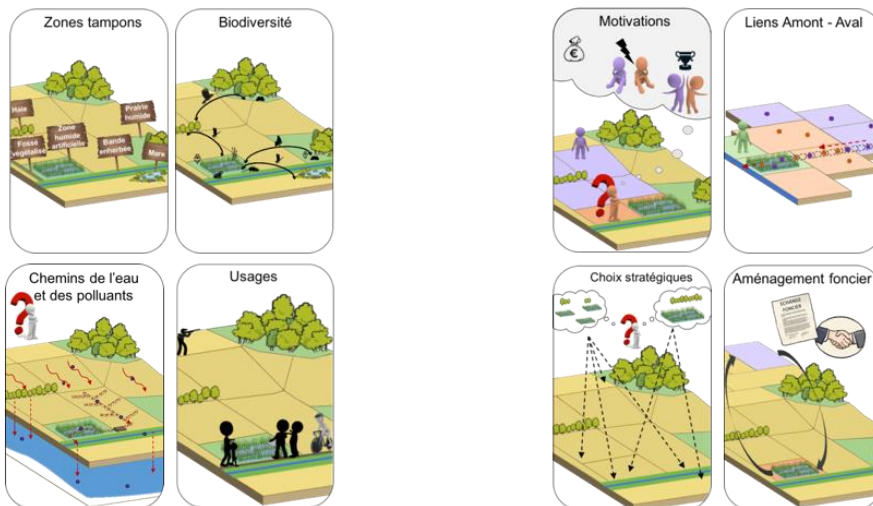 Zones tampons
Biodiversité
Motivations
Liens Amont - Aval
Haie
Prairie
humide
Fossé
végétalisé
Zone
humide
artificielle
Bande
enherbée
Mare
€
?
Chemins de l'eau
et des polluants
Usages
Choix stratégiques
Aménagement foncier
?
?
ECHANGE
FONCIER